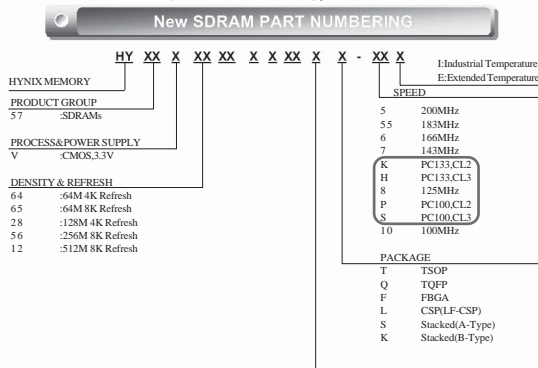 New SDRAM PART NUMBERING
HY XX X XX XX X X XX X X - XX X
I:Industrial Temperature
E:Extended Temperature
HYNIX MEMORY
PRODUCT GROUP
57 :SDRAMs
PROCESS&POWER SUPPLY
V :CMOS,3.3V
DENSITY & REFRESH
64 :64M 4K Refresh
65 :64M 8K Refresh
28 :128M 4K Refresh
56 :256M 8K Refresh
12 :512M 8K Refresh
SPEED
5 200MHz
55 183MHz
6 166MHz
7 143MHz
K PC133,CL2
H PC133,CL3
8 125MHz
P PC100,CL2
S PC100,CL3
10 100MHz
PACKAGE
T TSOP
Q TQFP
F FBGA
L CSP(LF-CSP)
S Stacked(A-Type)
K Stacked(B-Type)